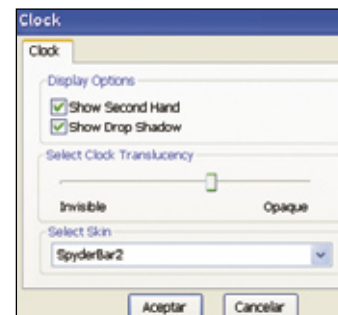 Clock
Clock
Display Options
Show Second Hand
Show Drop Shadow
Select Clock Translucency
Invisible Opaque
Select Skin
SpyderBar2
Aceptar Cancelar